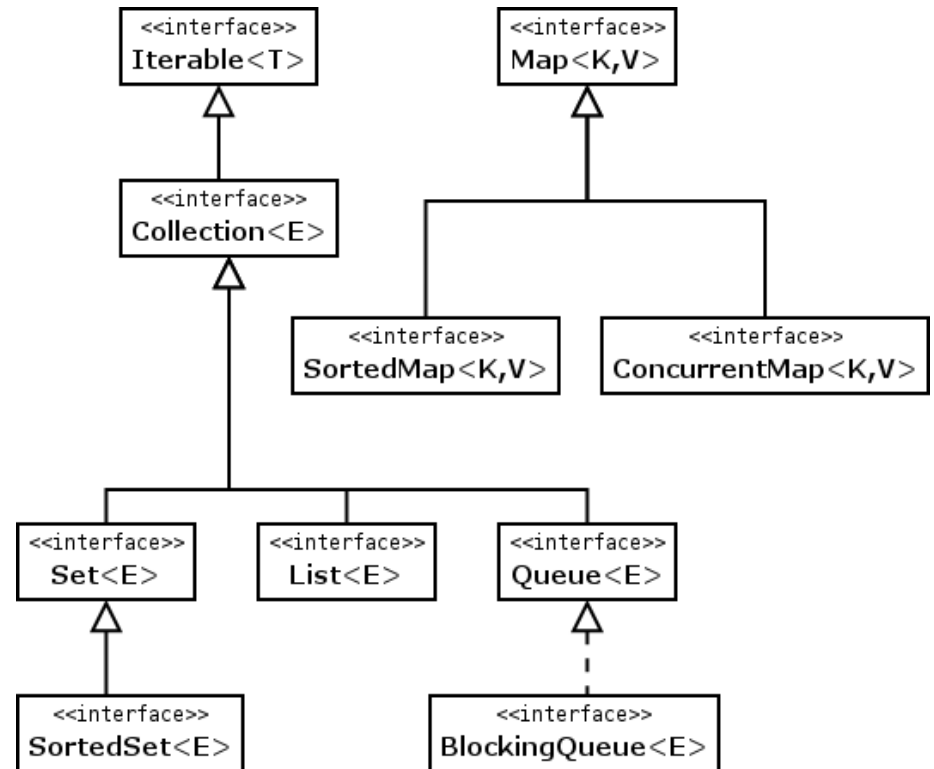 <<interface>>
Iterable<T>
<<interface>>
Map<K,V>
<<interface>>
Collection<E>
<<interface>>
SortedMap<K,V>
<<interface>>
ConcurrentMap<K,V>
<<interface>>
Set<E>
<<interface>>
List<E>
<<interface>>
Queue<E>
<<interface>>
SortedSet<E>
<<interface>>
BlockingQueue<E>